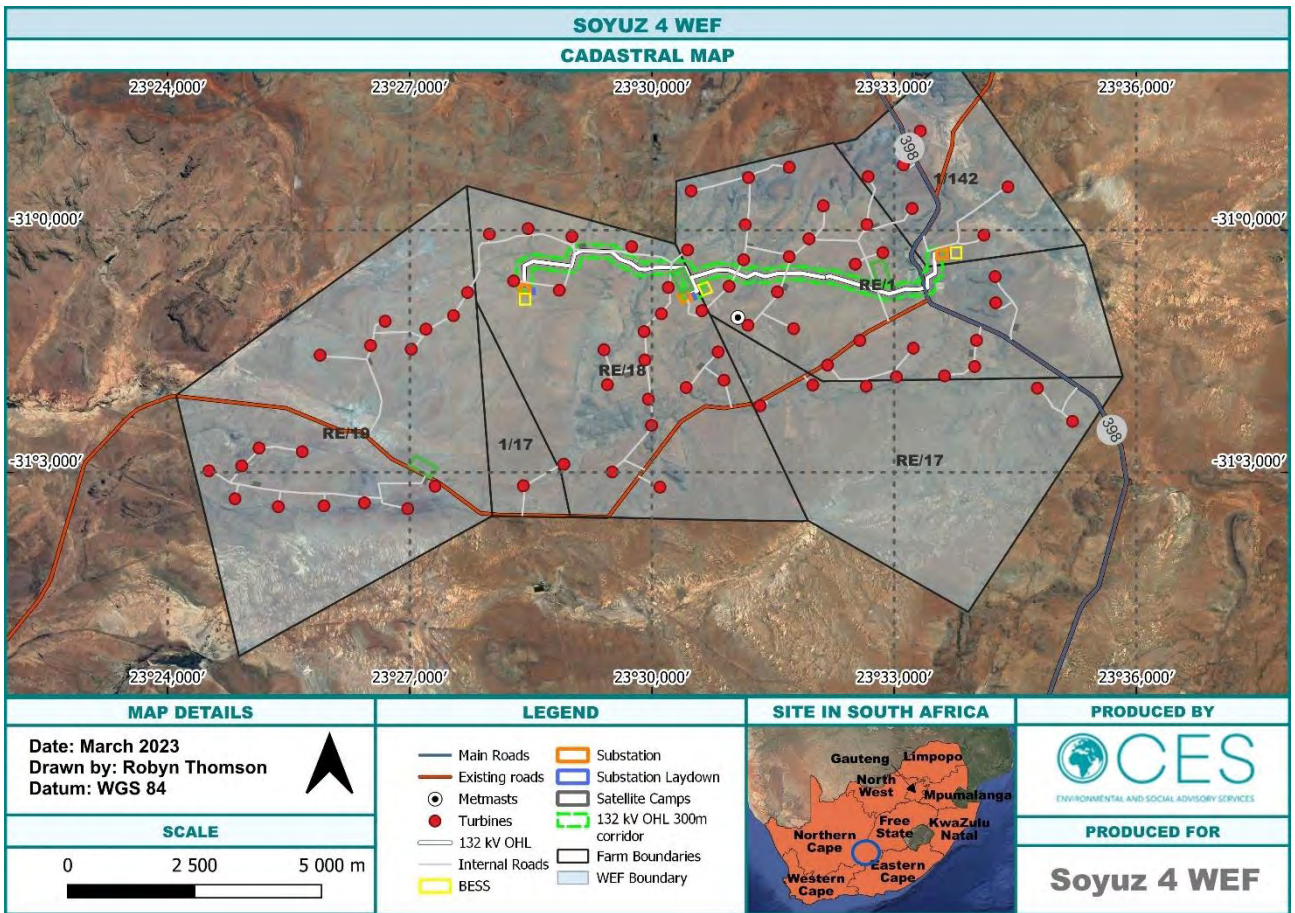 SOYUZ 4 WEF
CADASTRAL MAP
23°24,000′ 23°27,000′ 23°30,000′ 23°33,000′ 23°36,000′
398
1/142
-31°0,000′ -31°0,000′
RE/1
RE/18
RE/19
1/17
398
RE/17
-31°3,000′ -31°3,000′
23°24,000′ 23°27,000′ 23°30,000′ 23°33,000′ 23°36,000′
MAP DETAILS
Date: March 2023
Drawn by: Robyn Thomson
Datum: WGS 84
SCALE
0 2 500 5 000 m
LEGEND
Main Roads
Existing roads
Metmasts
Turbines
132 kV OHL
Internal Roads
BESS
Substation
Substation Laydown
Satellite Camps
132 kV OHL 300m
corridor
Farm Boundaries
WEF Boundary
SITE IN SOUTH AFRICA
Gauteng
Limpopo
North
West
Mpumalanga
Free
State
KwaZulu
Natal
Northern
Cape
Eastern
Cape
Western
Cape
PRODUCED BY
CES
ENVIRONMENTAL AND SOCIAL ADVISORY SERVICES
PRODUCED FOR
Soyuz 4 WEF